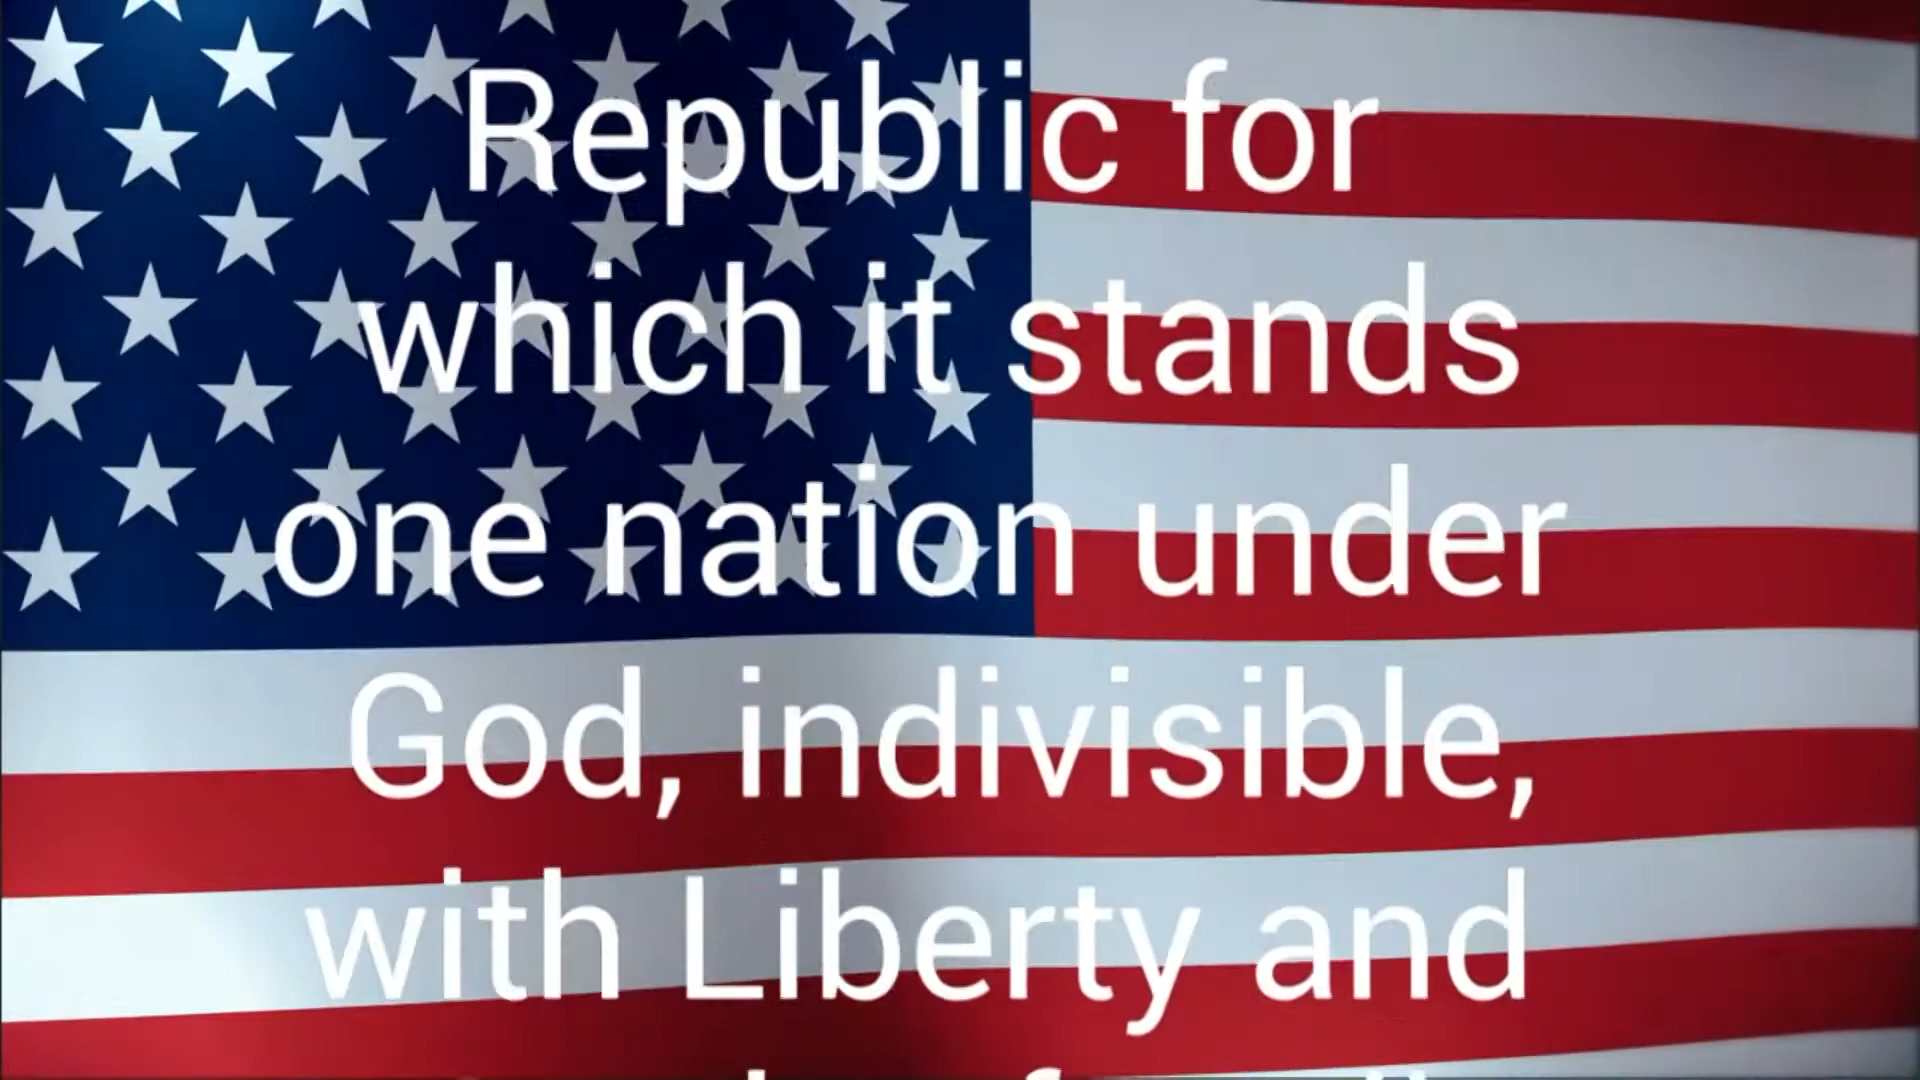 Republic for
which it stands
one nation under
God, indivisible,
with Liberty and